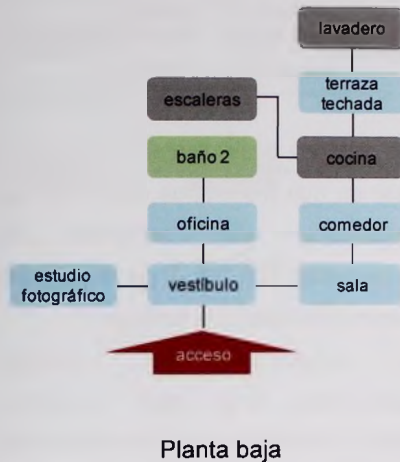 lavadero
terraza
techada
escaleras
baño 2
cocina
oficina
comedor
estudio
fotográfico
vestíbulo
sala
acceso
Planta baja